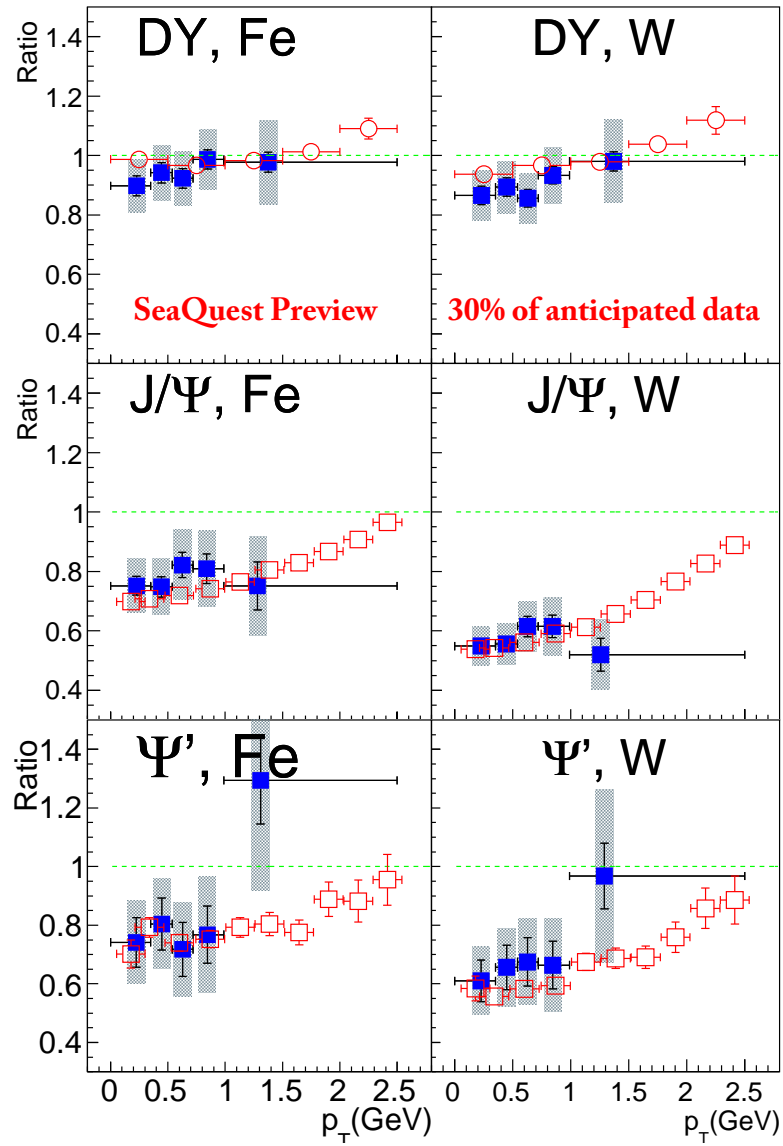 DY, Fe
DY, W
Ratio
1.4
1.2
1
0.8
0.6
0.4
SeaQuest Preview
30% of anticipated data
J/Ψ, Fe
J/Ψ, W
Ratio
1.4
1.2
1
0.8
0.6
0.4
Ψ’, Fe
Ψ’, W
Ratio
1.4
1.2
1
0.8
0.6
0.4
0 0.5 1 1.5 2 2.5
0 0.5 1 1.5 2 2.5
p_T(GeV)
p_T(GeV)